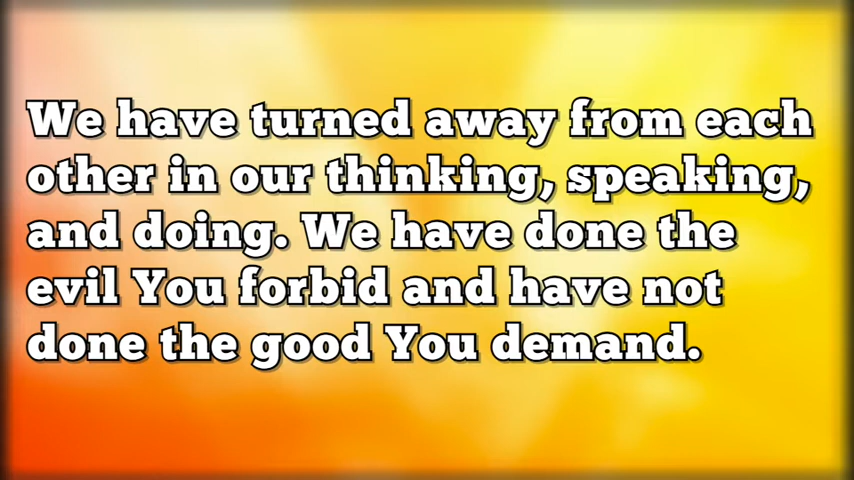 We have turned away from each
other in our thinking, speaking,
and doing. We have done the
evil You forbid and have not
done the good You demand.